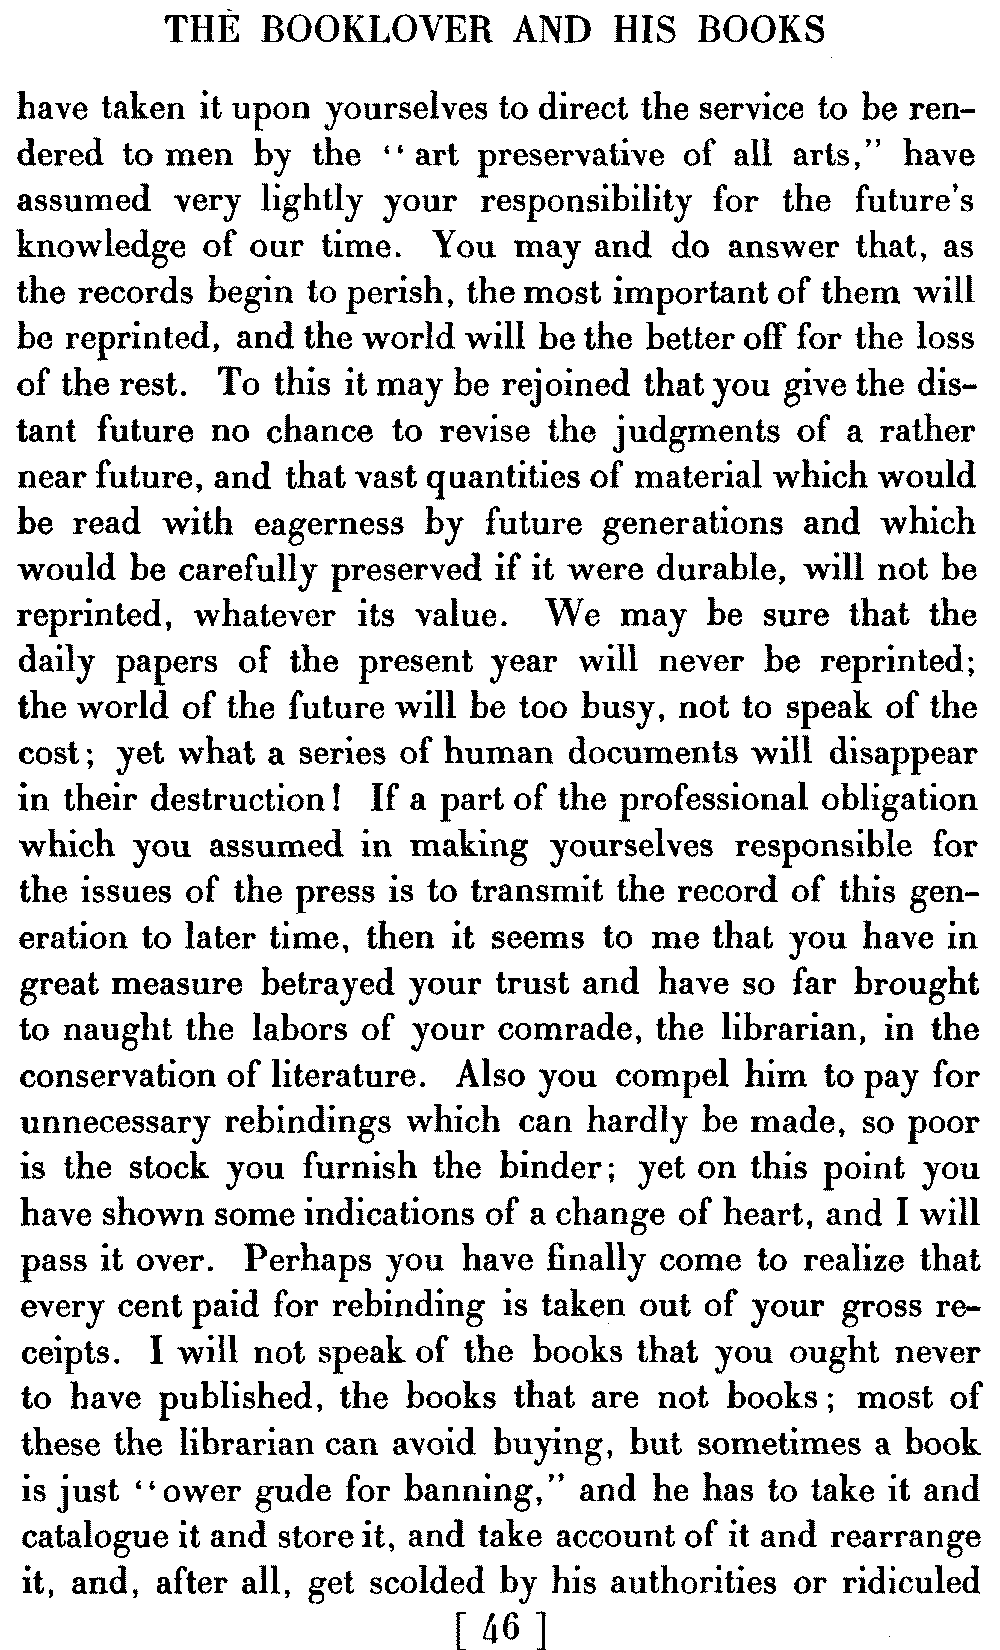 THE BOOKLOVER AND HIS BOOKS
have taken it upon yourselves to direct the service to be ren-
dered to men by the "art preservative of all arts," have
assumed very lightly your responsibility for the future's
knowledge of our time. You may and do answer that, as
the records begin to perish, the most important of them will
be reprinted, and the world will be the better off for the loss
of the rest. To this it may be rejoined that you give the dis-
tant future no chance to revise the judgments of a rather
near future, and that vast quantities of material which would
be read with eagerness by future generations and which
would be carefully preserved if it were durable, will not be
reprinted, whatever its value. We may be sure that the
daily papers of the present year will never be reprinted;
the world of the future will be too busy, not to speak of the
cost; yet what a series of human documents will disappear
in their destruction! If a part of the professional obligation
which you assumed in making yourselves responsible for
the issues of the press is to transmit the record of this gen-
eration to later time, then it seems to me that you have in
great measure betrayed your trust and have so far brought
to naught the labors of your comrade, the librarian, in the
conservation of literature. Also you compel him to pay for
unnecessary rebindings which can hardly be made, so poor
is the stock you furnish the binder; yet on this point you
have shown some indications of a change of heart, and I will
pass it over. Perhaps you have finally come to realize that
every cent paid for rebinding is taken out of your gross re-
ceipts. I will not speak of the books that you ought never
to have published, the books that are not books; most of
these the librarian can avoid buying, but sometimes a book
is just "ower gude for banning," and he has to take it and
catalogue it and store it, and take account of it and rearrange
it, and, after all, get scolded by his authorities or ridiculed
[ 46 ]